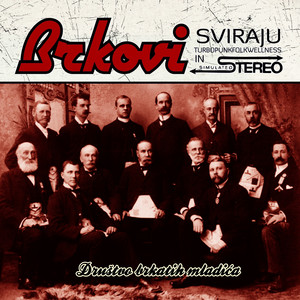 Brkovi
SVIRAJU
TURBOPUNKFOLKWELLNESS
IN
SIMULATED
STEREO
Društvo brkatih mladića